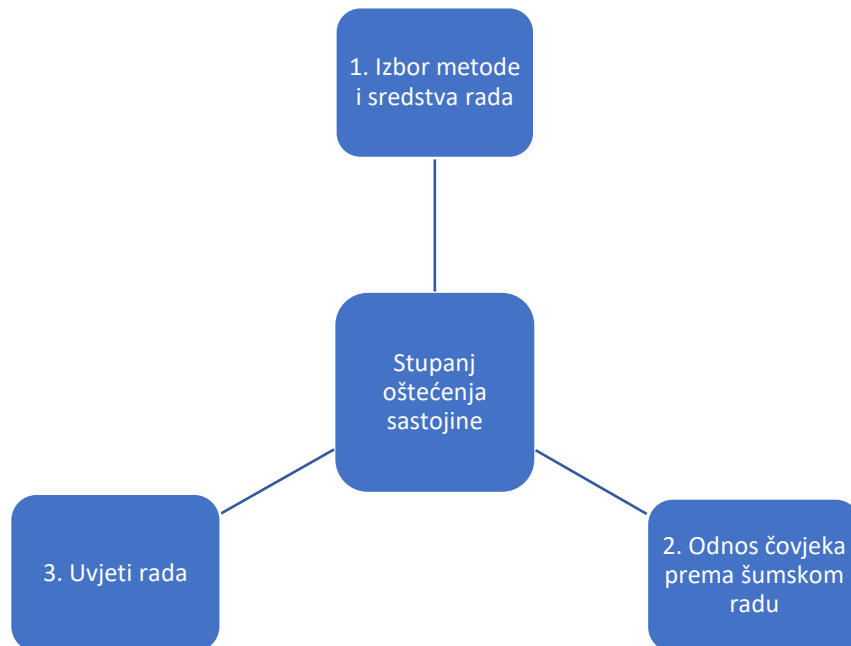 1. Izbor metode
i sredstva rada
Stupanj
oštećenja
sastojine
3. Uvjeti rada
2. Odnos čovjeka
prema šumskom
radu